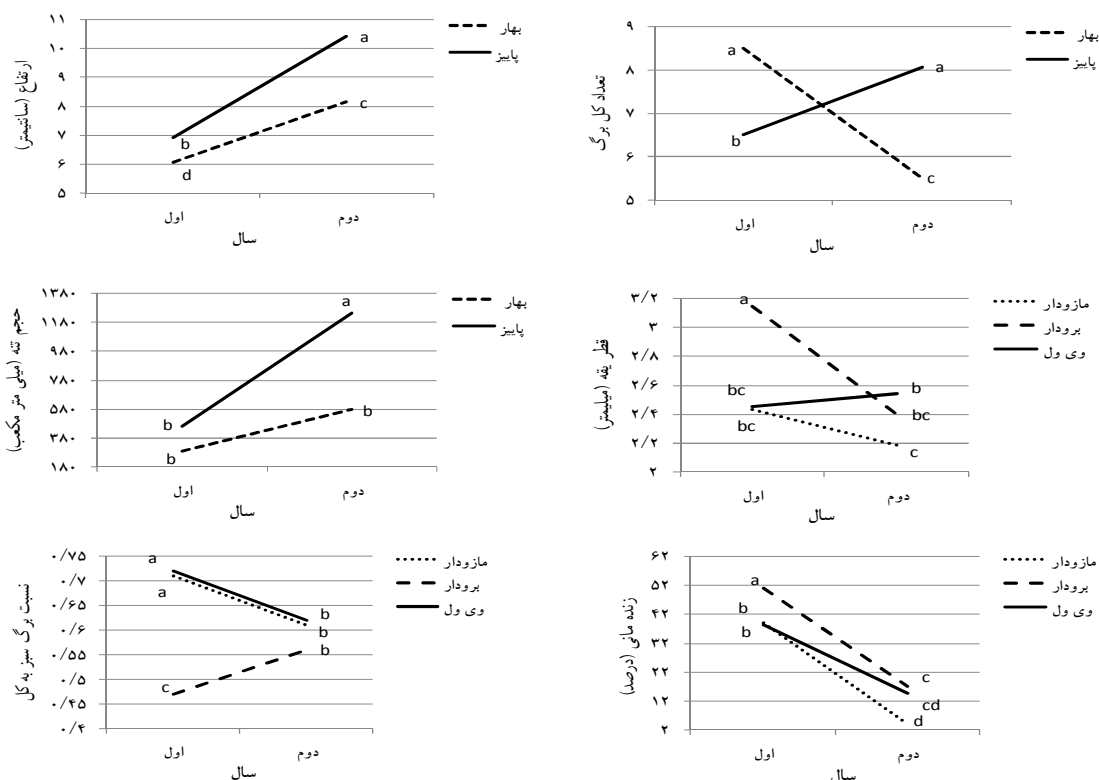 ۱۱
۱۰
۹
۸
۷
۶
۵
ارتفاع (سانتیمتر)
a
b
c
d
اول
دوم
سال
بهار
پاییز
۹
۸
۷
۶
۵
تعداد کل برگ
a
a
b
c
اول
دوم
سال
بهار
پاییز
۱۳۸۰
۱۱۸۰
۹۸۰
۷۸۰
۵۸۰
۳۸۰
۱۸۰
حجم تنه (میلی متر مکعب)
a
b
b
b
اول
دوم
سال
بهار
پاییز
۳/۲
۳
۲/۸
۲/۶
۲/۴
۲/۲
۲
قطر یقه (میلیمتر)
a
bc
b
bc
bc
c
اول
دوم
سال
مازودار
برودار
وی ول
۰/۷۵
۰/۷
۰/۶۵
۰/۶
۰/۵۵
۰/۵
۰/۴۵
۰/۴
نسبت برگ سبز به کل
a
a
b
b
b
c
اول
دوم
سال
مازودار
برودار
وی ول
۶۲
۵۲
۴۲
۳۲
۲۲
۱۲
۲
زنده مانی (درصد)
a
b
b
c
cd
d
اول
دوم
سال
مازودار
برودار
وی ول